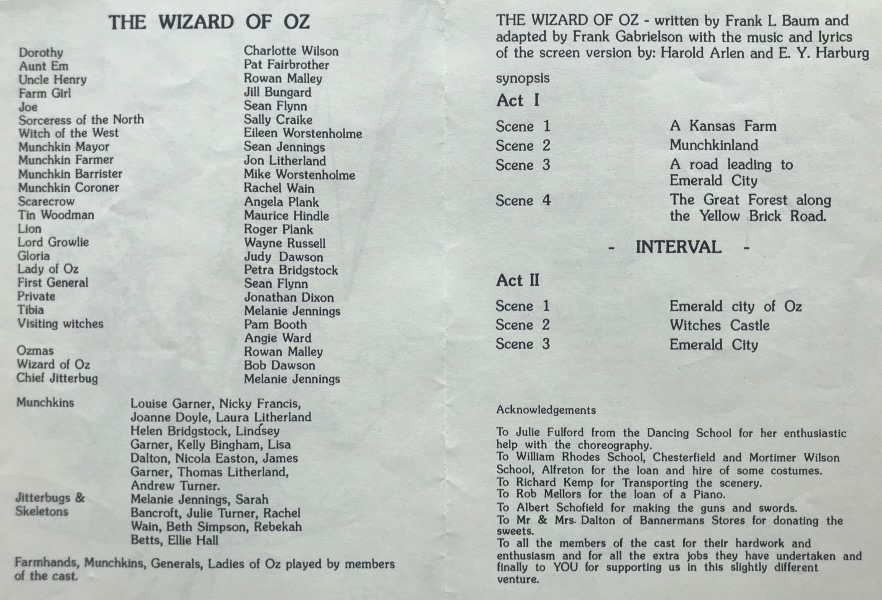 THE WIZARD OF OZ
Dorothy Charlotte Wilson
Aunt Em Pat Fairbrother
Uncle Henry Rowan Malley
Farm Girl Jill Bungard
Joe Sean Flynn
Sorceress of the North Sally Craike
Witch of the West Eileen Worstenholme
Munchkin Mayor Sean Jennings
Munchkin Farmer Jon Litherland
Munchkin Barrister Mike Worstenholme
Munchkin Coroner Rachel Wain
Scarecrow Angela Plank
Tin Woodman Maurice Hindle
Lion Roger Plank
Lord Growlie Wayne Russell
Gloria Judy Dawson
Lady of Oz Petra Bridgstock
First General Sean Flynn
Private Jonathan Dixon
Tibia Melanie Jennings
Visiting witches Pam Booth
Angie Ward
Ozmas Rowan Malley
Wizard of Oz Bob Dawson
Chief Jitterbug Melanie Jennings
Munchkins Louise Garner, Nicky Francis,
Joanne Doyle, Laura Litherland
Helen Bridgstock, Lindsey
Garner, Kelly Bingham, Lisa
Dalton, Nicola Easton, James
Garner, Thomas Litherland,
Andrew Turner.
Jitterbugs & Melanie Jennings, Sarah
Skeletons Bancroft, Julie Turner, Rachel
Wain, Beth Simpson, Rebekah
Betts, Ellie Hall
Farmhands, Munchkins, Generals, Ladies of Oz played by members
of the cast.
THE WIZARD OF OZ - written by Frank L Baum and
adapted by Frank Gabrielson with the music and lyrics
of the screen version by: Harold Arlen and E. Y. Harburg
synopsis
Act I
Scene 1 A Kansas Farm
Scene 2 Munchkinland
Scene 3 A road leading to
Emerald City
Scene 4 The Great Forest along
the Yellow Brick Road.
- INTERVAL -
Act II
Scene 1 Emerald city of Oz
Scene 2 Witches Castle
Scene 3 Emerald City
Acknowledgements
To Julie Fulford from the Dancing School for her enthusiastic
help with the choreography.
To William Rhodes School, Chesterfield and Mortimer Wilson
School, Alfreton for the loan and hire of some costumes.
To Richard Kemp for Transporting the scenery.
To Rob Mellors for the loan of a Piano.
To Albert Schofield for making the guns and swords.
To Mr & Mrs. Dalton of Bannermans Stores for donating the
sweets.
To all the members of the cast for their hardwork and
enthusiasm and for all the extra jobs they have undertaken and
finally to YOU for supporting us in this slightly different
venture.